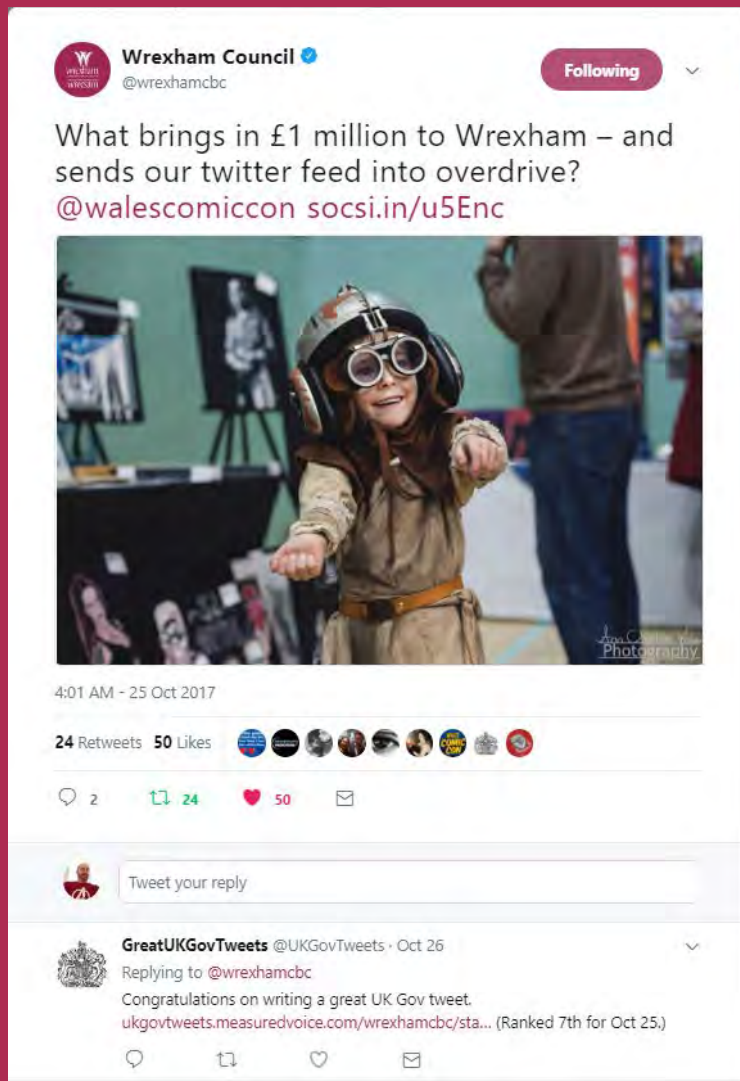 Wrexham Council
@wrexhamcbc
Following
What brings in £1 million to Wrexham – and
sends our twitter feed into overdrive?
@walescomiccon socsi.in/u5Enc
Photography
4:01 AM - 25 Oct 2017
24 Retweets 50 Likes
2 24 50
Tweet your reply
GreatUKGovTweets @UKGovTweets · Oct 26
Replying to @wrexhamcbc
Congratulations on writing a great UK Gov tweet.
ukgovtweets.measuredvoice.com/wrexhamcbc/sta... (Ranked 7th for Oct 25.)